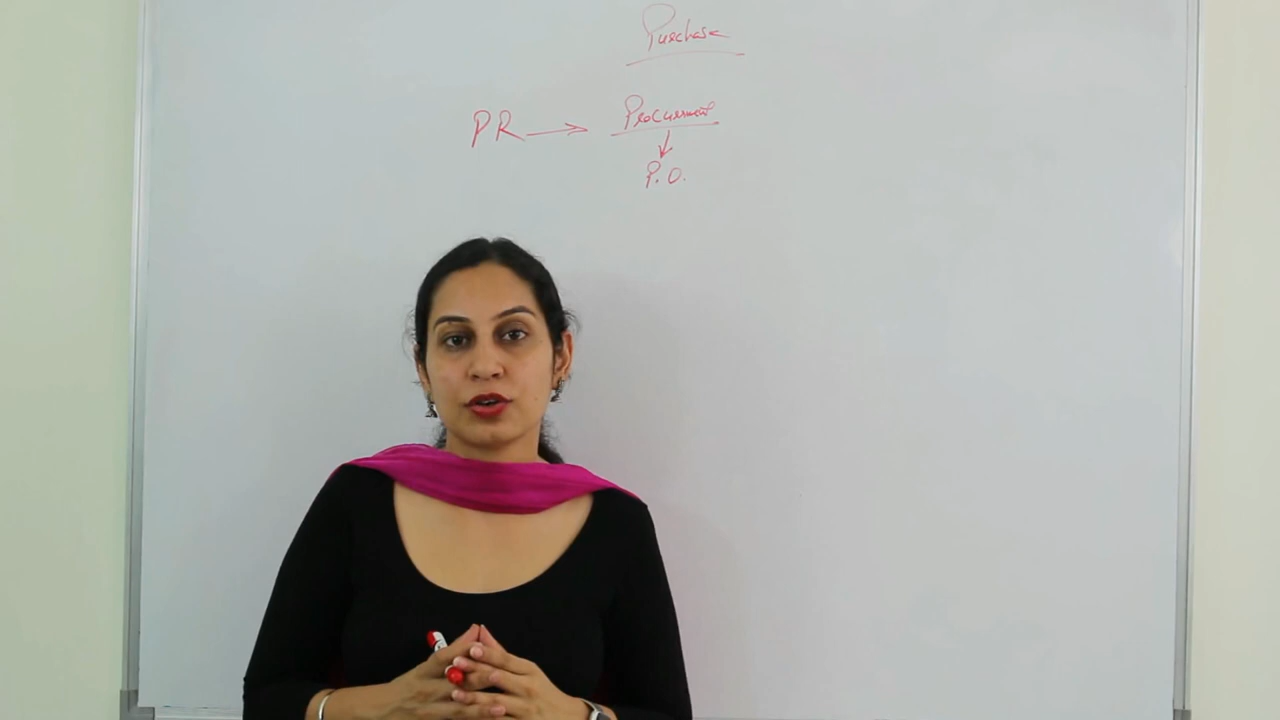 Purchase
PR → Procurement
↓
P.O.